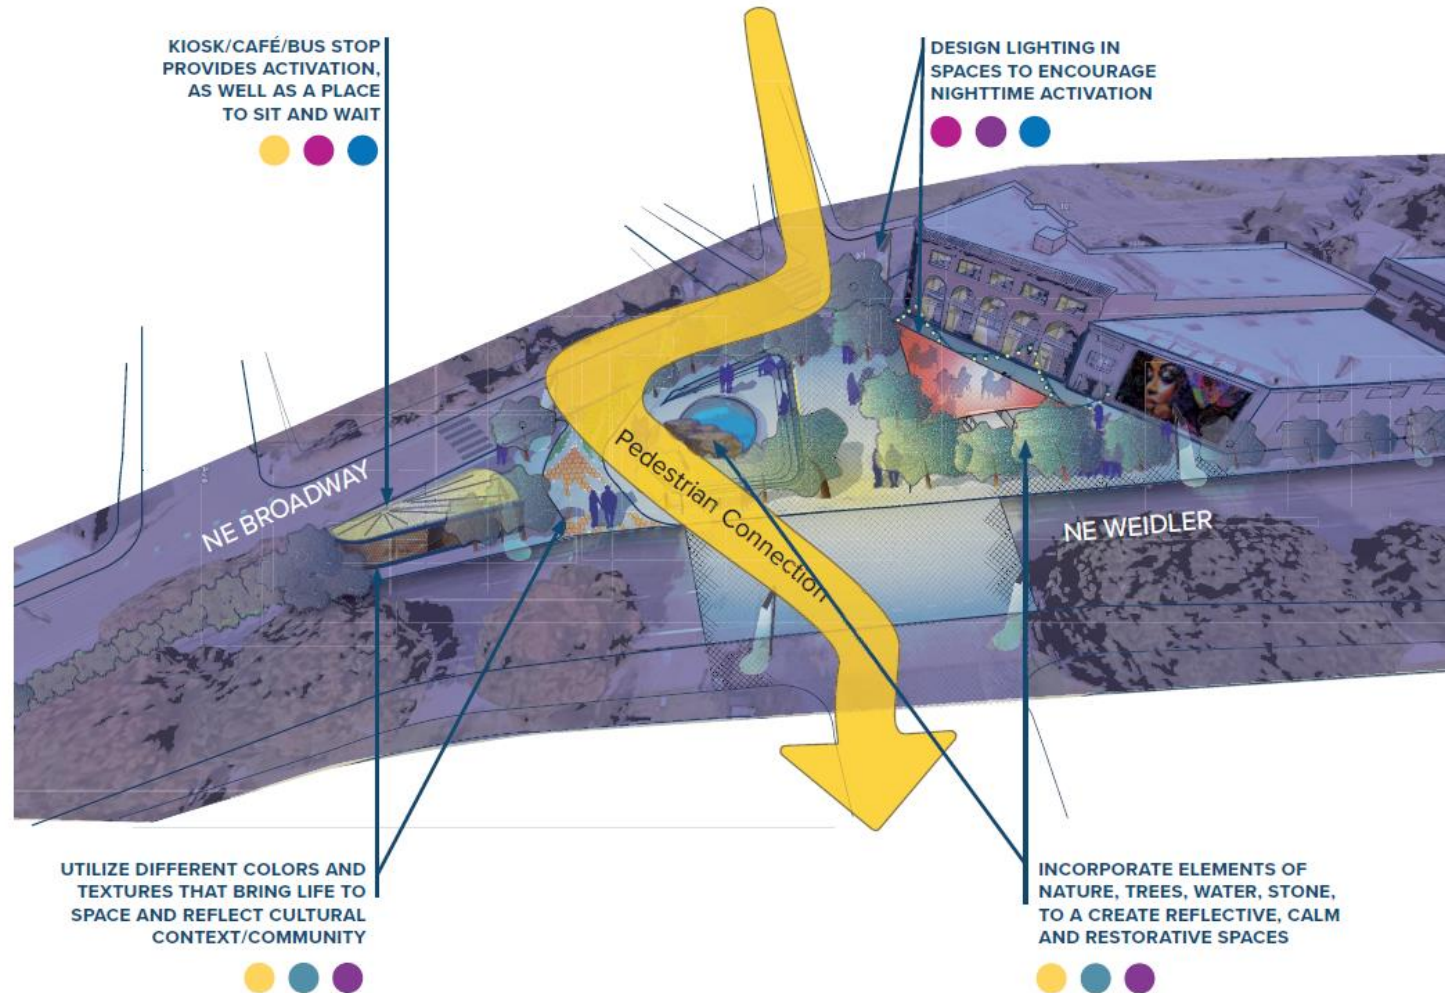 KIOSK/CAFÉ/BUS STOP
PROVIDES ACTIVATION,
AS WELL AS A PLACE
TO SIT AND WAIT
DESIGN LIGHTING IN
SPACES TO ENCOURAGE
NIGHTTIME ACTIVATION
NE BROADWAY
Pedestrian Connection
NE WEIDLER
UTILIZE DIFFERENT COLORS AND
TEXTURES THAT BRING LIFE TO
SPACE AND REFLECT CULTURAL
CONTEXT/COMMUNITY
INCORPORATE ELEMENTS OF
NATURE, TREES, WATER, STONE,
TO A CREATE REFLECTIVE, CALM
AND RESTORATIVE SPACES